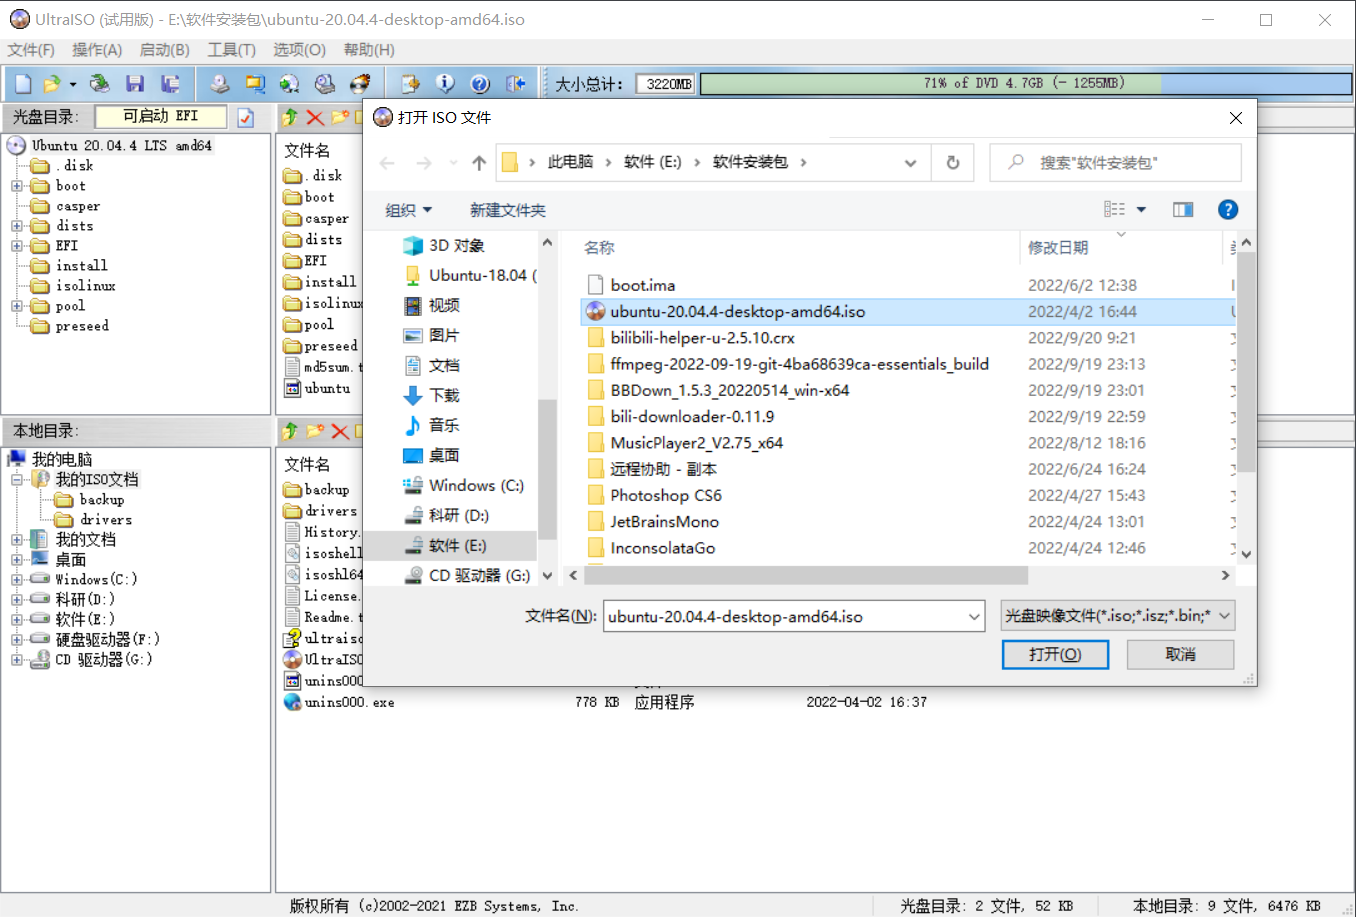 UltraISO (试用版) - E:\软件安装包\ubuntu-20.04.4-desktop-amd64.iso
文件(F) 操作(A) 启动(B) 工具(T) 选项(O) 帮助(H)
大小总计: 3220MB 71% of DVD 4.7GB (- 1255MB)
光盘目录: 可启动 EFI
Ubuntu 20.04.4 LTS amd64
.disk
boot
casper
dists
EFI
install
isolinux
pool
preseed
文件名
.disk
boot
casper
dists
EFI
install
isolinux
pool
preseed
md5sum.t
ubuntu
本地目录:
我的电脑
我的ISO文档
backup
drivers
我的文档
桌面
Windows(C:)
科研(D:)
软件(E:)
硬盘驱动器(F:)
CD 驱动器(G:)
文件名
backup
drivers
History.
isoshell
isoshl64
License.
Readme.t
ultraiso
UltraISO
unins000
unins000.exe 778 KB 应用程序 2022-04-02 16:37
打开 ISO 文件
此电脑 › 软件 (E:) › 软件安装包 ›
搜索"软件安装包"
组织 新建文件夹
3D 对象
Ubuntu-18.04 (
视频
图片
文档
下载
音乐
桌面
Windows (C:)
科研 (D:)
软件 (E:)
CD 驱动器 (G:)
名称 修改日期
boot.ima 2022/6/2 12:38
ubuntu-20.04.4-desktop-amd64.iso 2022/4/2 16:44
bilibili-helper-u-2.5.10.crx 2022/9/20 9:21
ffmpeg-2022-09-19-git-4ba68639ca-essentials_build 2022/9/19 23:13
BBDown_1.5.3_20220514_win-x64 2022/9/19 23:01
bili-downloader-0.11.9 2022/9/19 22:59
MusicPlayer2_V2.75_x64 2022/8/12 18:16
远程协助 - 副本 2022/6/24 16:24
Photoshop CS6 2022/4/27 15:43
JetBrainsMono 2022/4/24 13:01
InconsolataGo 2022/4/24 12:46
文件名(N): ubuntu-20.04.4-desktop-amd64.iso 光盘映像文件(*.iso;*.isz;*.bin;*
打开(O) 取消
版权所有 (c)2002-2021 EZB Systems, Inc. 光盘目录: 2 文件, 52 KB 本地目录: 9 文件, 6476 KB